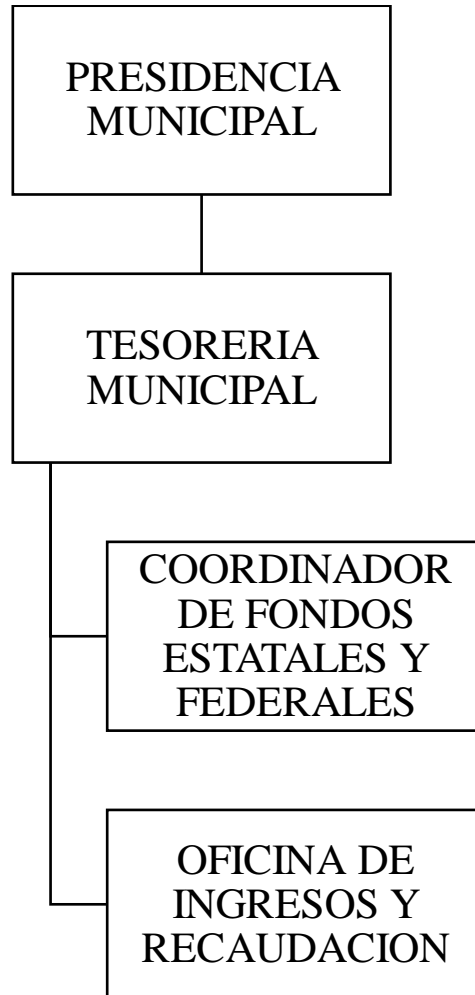 PRESIDENCIA
MUNICIPAL
TESORERIA
MUNICIPAL
COORDINADOR
DE FONDOS
ESTATALES Y
FEDERALES
OFICINA DE
INGRESOS Y
RECAUDACION